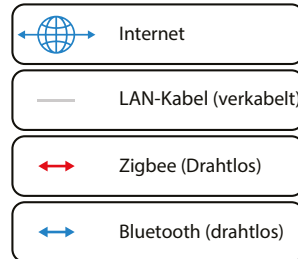 Internet
LAN-Kabel (verkabelt)
Zigbee (Drahtlos)
Bluetooth (drahtlos)